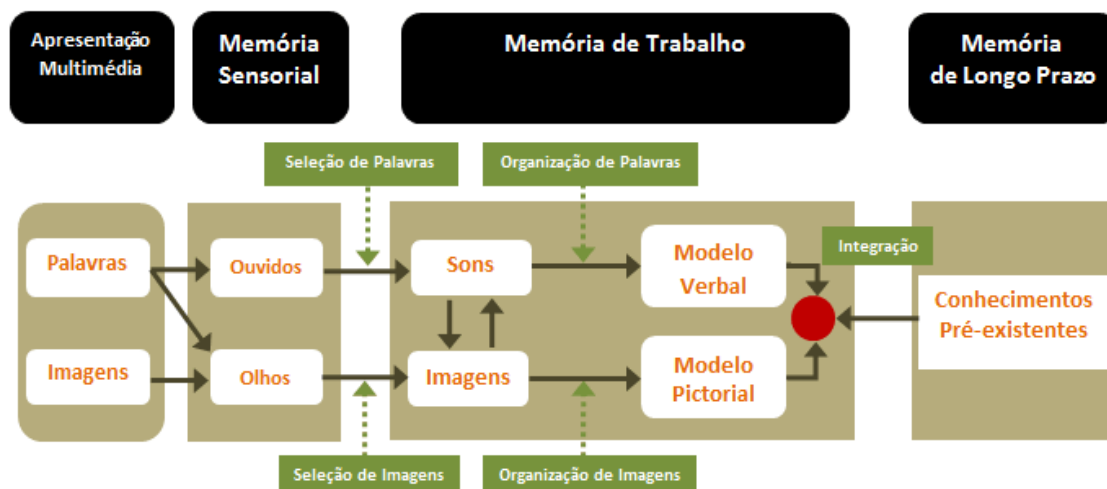 Apresentação
Multimédia
Memória
Sensorial
Memória de Trabalho
Memória
de Longo Prazo
Seleção de Palavras
Organização de Palavras
Palavras
Ouvidos
Sons
Modelo
Verbal
Integração
Conhecimentos
Pré-existentes
Imagens
Olhos
Imagens
Modelo
Pictorial
Seleção de Imagens
Organização de Imagens